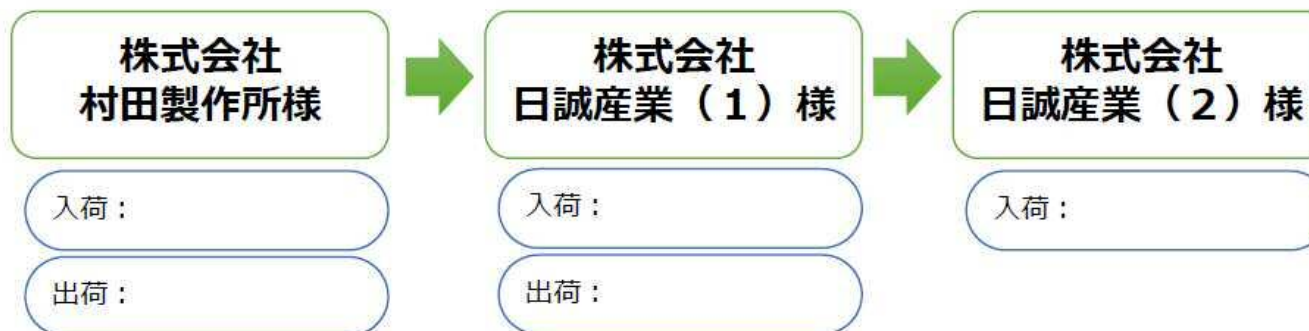 株式会社
村田製作所様
株式会社
日誠産業（１）様
株式会社
日誠産業（２）様
入荷：
入荷：
入荷：
出荷：
出荷：